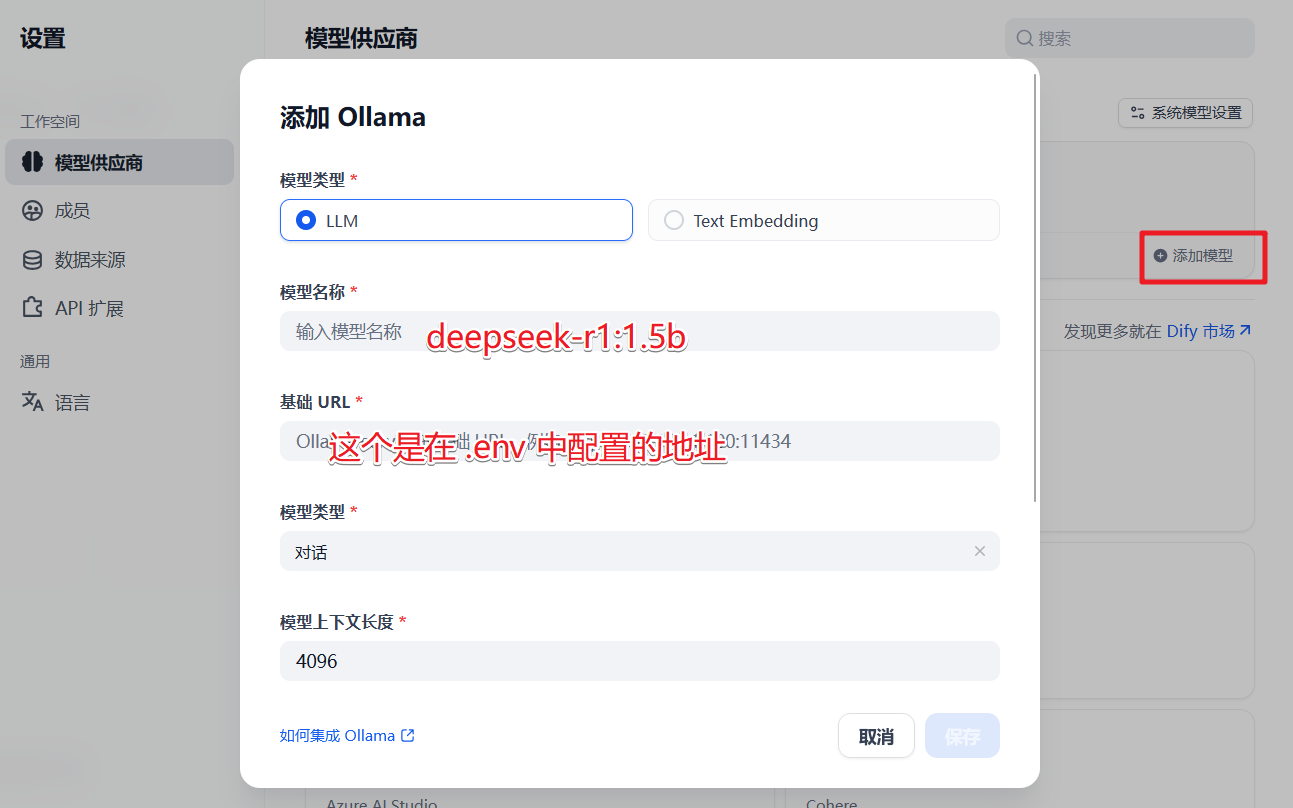 设置
模型供应商
搜索
系统模型设置
工作空间
模型供应商
成员
数据来源
API 扩展
通用
语言
添加模型
发现更多就在 Dify 市场
添加 Ollama
模型类型 *
LLM
Text Embedding
模型名称 *
输入模型名称 deepseek-r1:1.5b
基础 URL *
这个是在 .env 中配置的地址
0:11434
模型类型 *
对话
模型上下文长度 *
4096
如何集成 Ollama
取消
保存
Azure AI Studio
Cohere